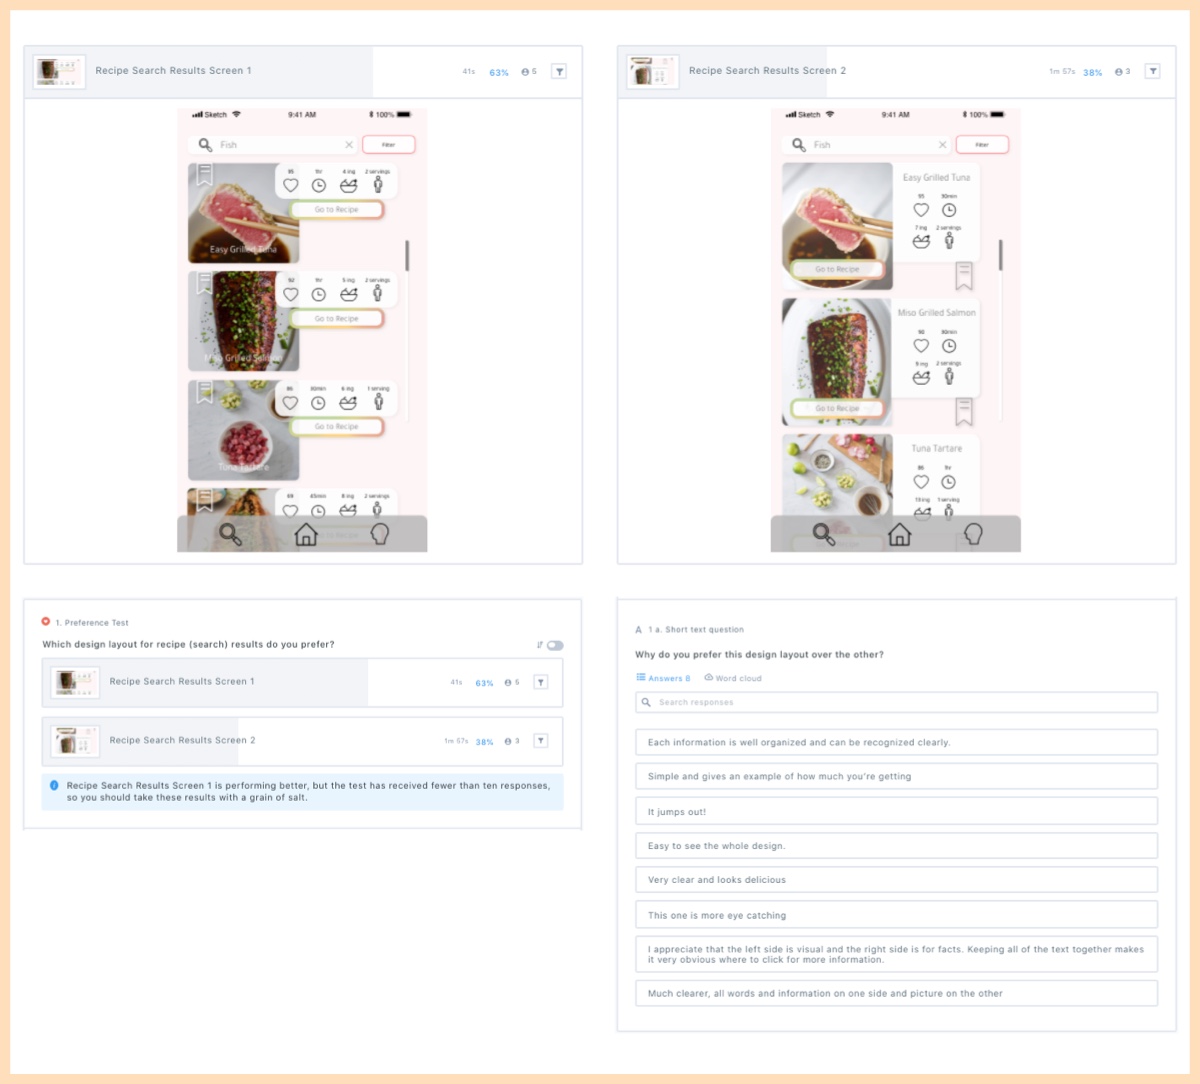 Recipe Search Results Screen 1
41s 63% 5
Sketch 9:41 AM 100%
Fish Filter
95 1hr 4 ing 2 servings
Go to Recipe
Easy Grilled Tuna
92 1hr 5 ing 2 servings
Go to Recipe
Miso Grilled Salmon
86 30min 6 ing 1 serving
Go to Recipe
Tuna Tartare
69 45min 8 ing 2 servings
Recipe Search Results Screen 2
1m 57s 38% 3
Sketch 9:41 AM 100%
Fish Filter
Easy Grilled Tuna
95 30min
7 ing 2 servings
Go to Recipe
Miso Grilled Salmon
90 30min
9 ing 2 servings
Go to Recipe
Tuna Tartare
86 1hr
13 ing 1 serving
1. Preference Test
Which design layout for recipe (search) results do you prefer?
Recipe Search Results Screen 1
41s 63% 5
Recipe Search Results Screen 2
1m 57s 38% 3
Recipe Search Results Screen 1 is performing better, but the test has received fewer than ten responses,
so you should take these results with a grain of salt.
A 1 a. Short text question
Why do you prefer this design layout over the other?
Answers 8 Word cloud
Search responses
Each information is well organized and can be recognized clearly.
Simple and gives an example of how much you're getting
It jumps out!
Easy to see the whole design.
Very clear and looks delicious
This one is more eye catching
I appreciate that the left side is visual and the right side is for facts. Keeping all of the text together makes
it very obvious where to click for more information.
Much clearer, all words and information on one side and picture on the other